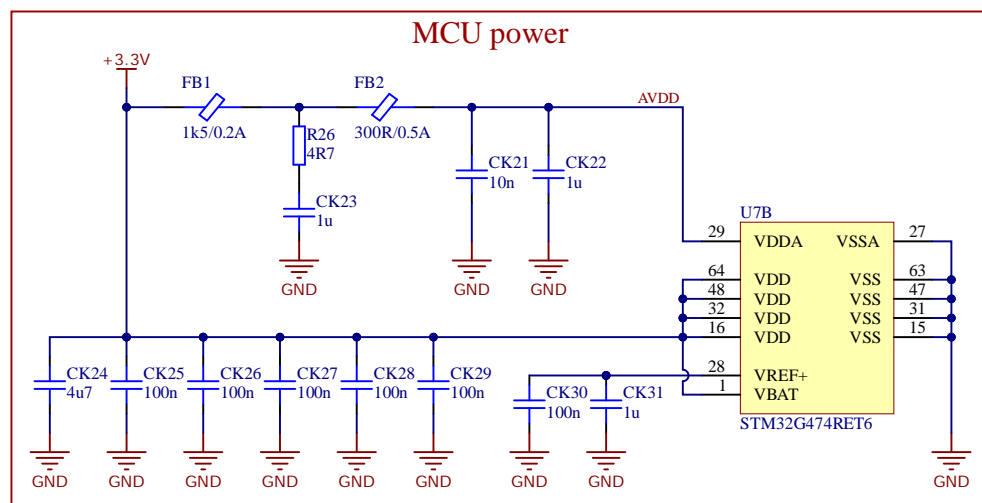 MCU power
+3.3V
FB1
1k5/0.2A
FB2
300R/0.5A
AVDD
R26
4R7
CK23
1u
GND
CK21
10n
GND
CK22
1u
GND
U7B
29 VDDA VSSA 27
64 VDD VSS 63
48 VDD VSS 47
32 VDD VSS 31
16 VDD VSS 15
28 VREF+
1 VBAT
STM32G474RET6
CK24
4u7
CK25
100n
CK26
100n
CK27
100n
CK28
100n
CK29
100n
CK30
100n
CK31
1u
GND GND GND GND GND GND GND GND GND